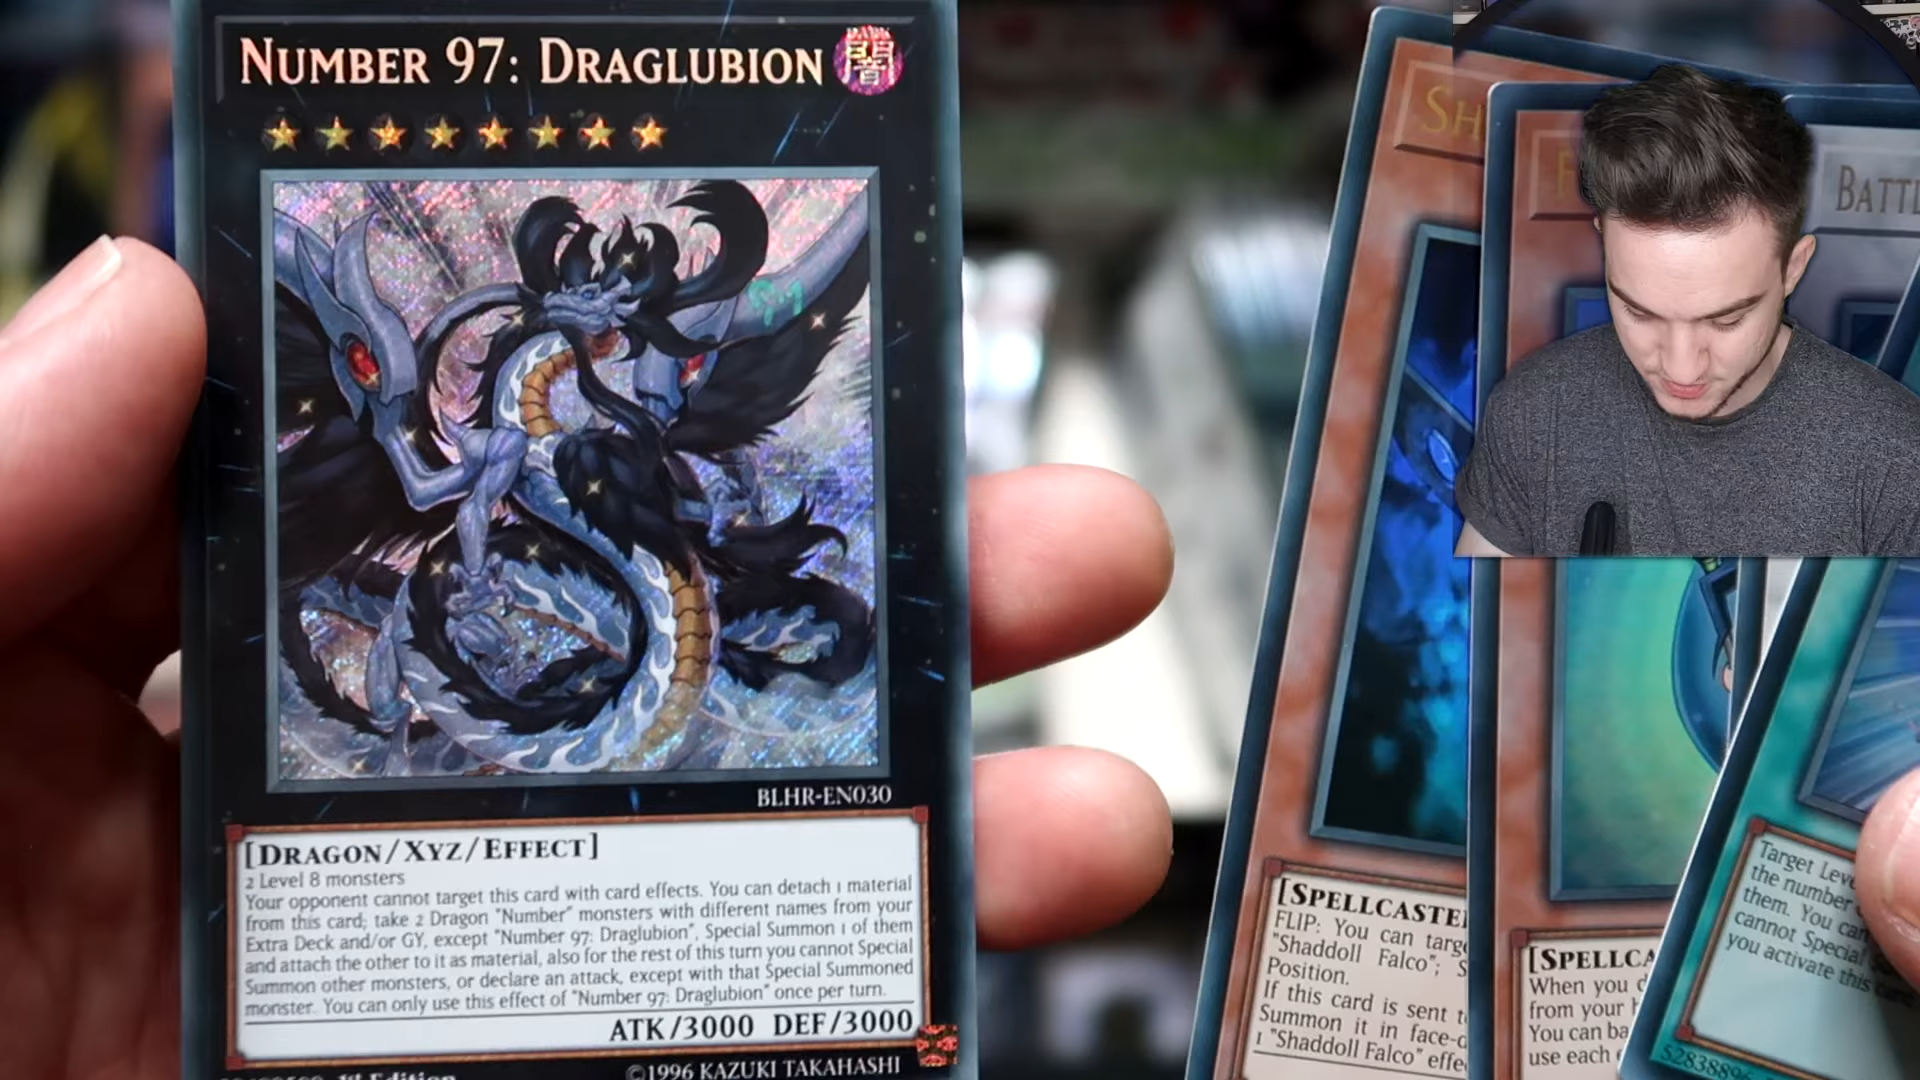 NUMBER 97: DRAGLUBION
闇
BLHR-EN030
[DRAGON/XYZ/EFFECT]
2 Level 8 monsters
Your opponent cannot target this card with card effects. You can detach 1 material
from this card; take 2 Dragon "Number" monsters with different names from your
Extra Deck and/or GY, except "Number 97: Draglubion", Special Summon 1 of them
and attach the other to it as material, also for the rest of this turn you cannot Special
Summon other monsters, or declare an attack, except with that Special Summoned
monster. You can only use this effect of "Number 97: Draglubion" once per turn.
ATK/3000 DEF/3000
1st Edition
©1996 KAZUKI TAKAHASHI
SH
[SPELLCASTE
FLIP: You can targ
"Shaddoll Falco"; S
Position.
If this card is sent t
Summon it in face-d
1 "Shaddoll Falco" effe
[SPELLCA
When you
from your
You can ba
use each
BATTL
Target Leve
the number
them. You can
cannot Special
you activate this